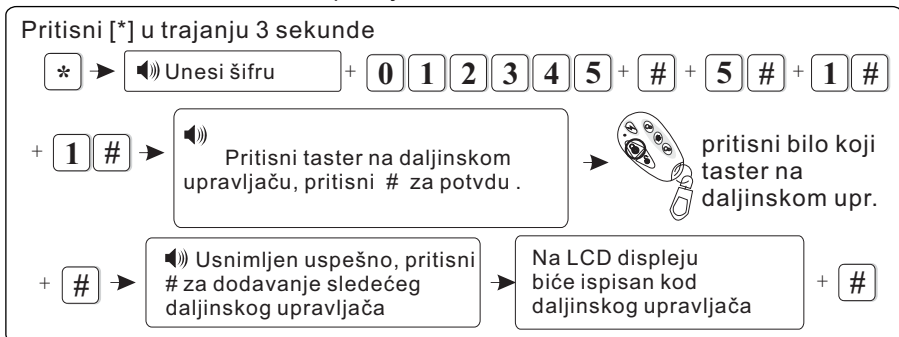 Pritisni [*] u trajanju 3 sekunde
* Unesi šifru + 0 1 2 3 4 5 + # + 5 # + 1 #
+ 1 # Pritisni taster na daljinskom upravljaču, pritisni # za potvdu .
pritisni bilo koji
taster na
daljinskom upr.
+ # Usnimljen uspešno, pritisni
# za dodavanje sledećeg
daljinskog upravljača
Na LCD displeju
biće ispisan kod
daljinskog upravljača
+ #